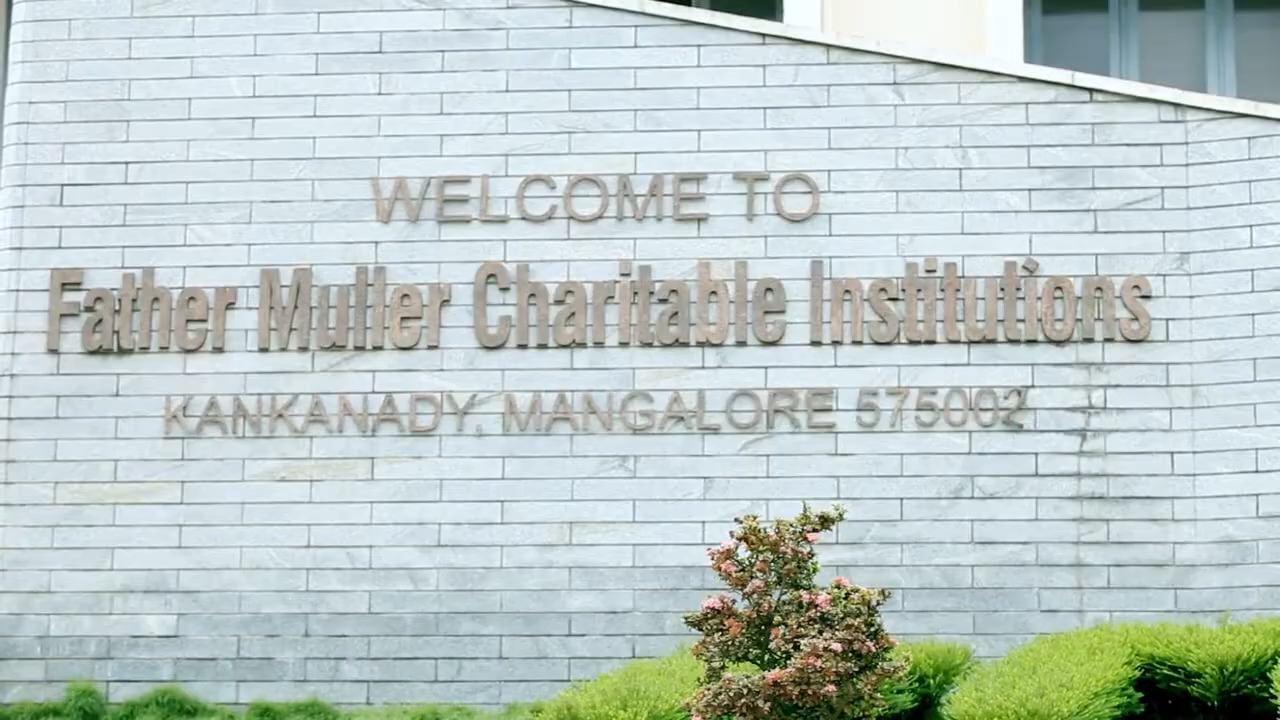 WELCOME TO
Father Muller Charitable Institutions
KANKANADY, MANGALORE 575002